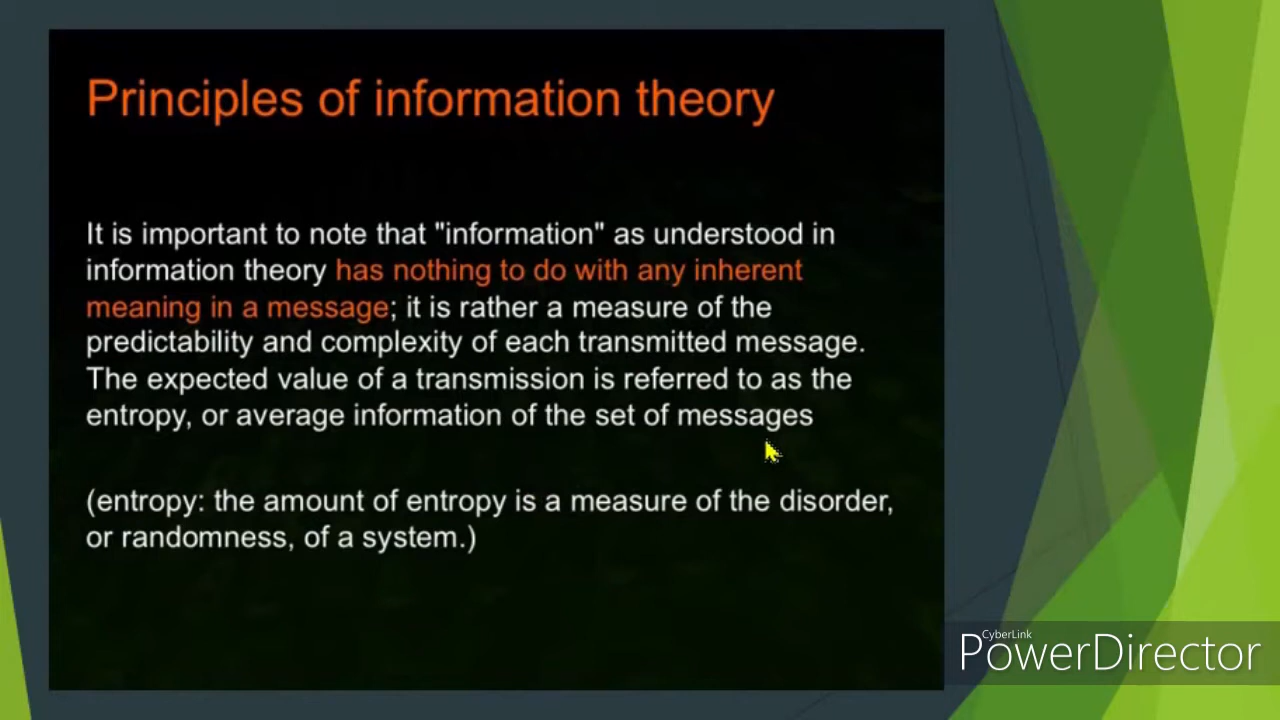 Principles of information theory
It is important to note that "information" as understood in
information theory has nothing to do with any inherent
meaning in a message; it is rather a measure of the
predictability and complexity of each transmitted message.
The expected value of a transmission is referred to as the
entropy, or average information of the set of messages
(entropy: the amount of entropy is a measure of the disorder,
or randomness, of a system.)
CyberLink
PowerDirector